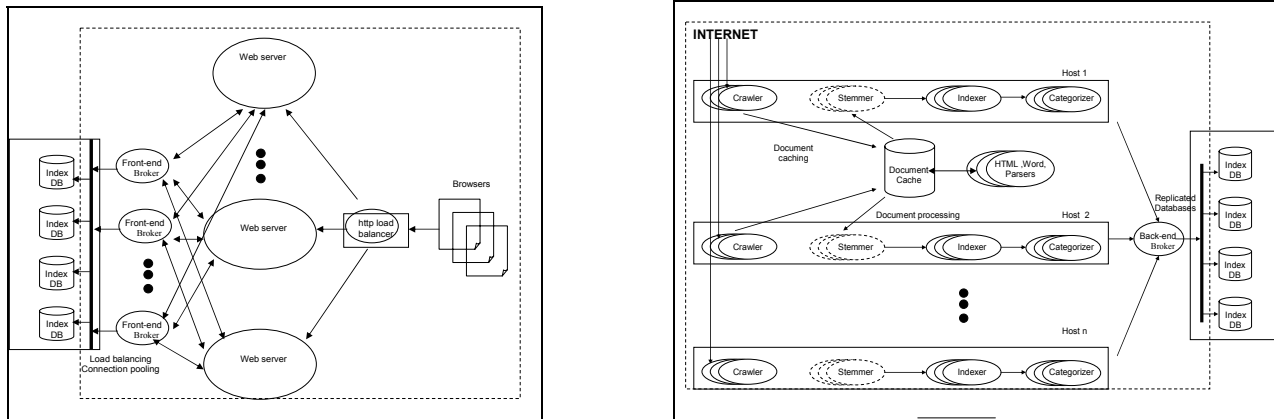 Web server
Index
DB
Front-end
Broker
Browsers
Index
DB
Front-end
Broker
Web server
http load
balancer
Index
DB
Index
DB
Front-end
Broker
Web server
Load balancing
Connection pooling
INTERNET
Host 1
Crawler
Stemmer
Indexer
Categorizer
Document
caching
Document
Cache
HTML ,Word,
Parsers
Index
DB
Replicated
Databases
Document processing
Host 2
Index
DB
Crawler
Stemmer
Indexer
Categorizer
Back-end
Broker
Index
DB
Index
DB
Host n
Crawler
Stemmer
Indexer
Categorizer